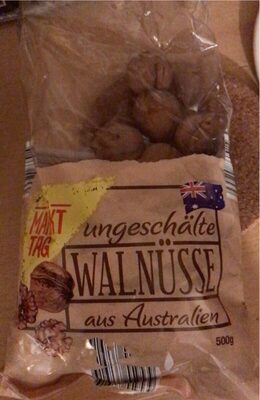 MARKT
TAG
ungeschälte
WALNÜSSE
aus Australien
500g